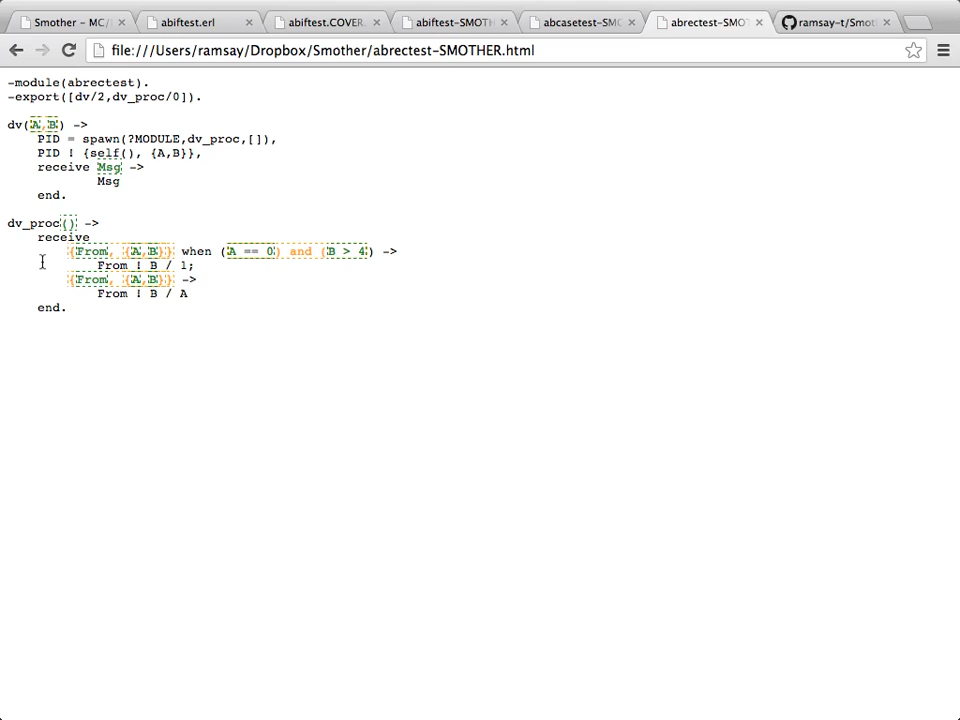 Smother – MC/
abiftest.erl
abiftest.COVER.
abiftest-SMOTH
abcasetest-SMO
abrectest-SMOT
ramsay-t/Smot
file:///Users/ramsay/Dropbox/Smother/abrectest-SMOTHER.html
-module(abrectest).
-export([dv/2,dv_proc/0]).
dv(A,B) ->
    PID = spawn(?MODULE,dv_proc,[]),
    PID ! {self(), {A,B}},
    receive Msg ->
            Msg
    end.
dv_proc() ->
    receive
        {From, {A,B}} when (A == 0) and (B > 4) ->
            From ! B / 1;
        {From, {A,B}} ->
            From ! B / A
    end.